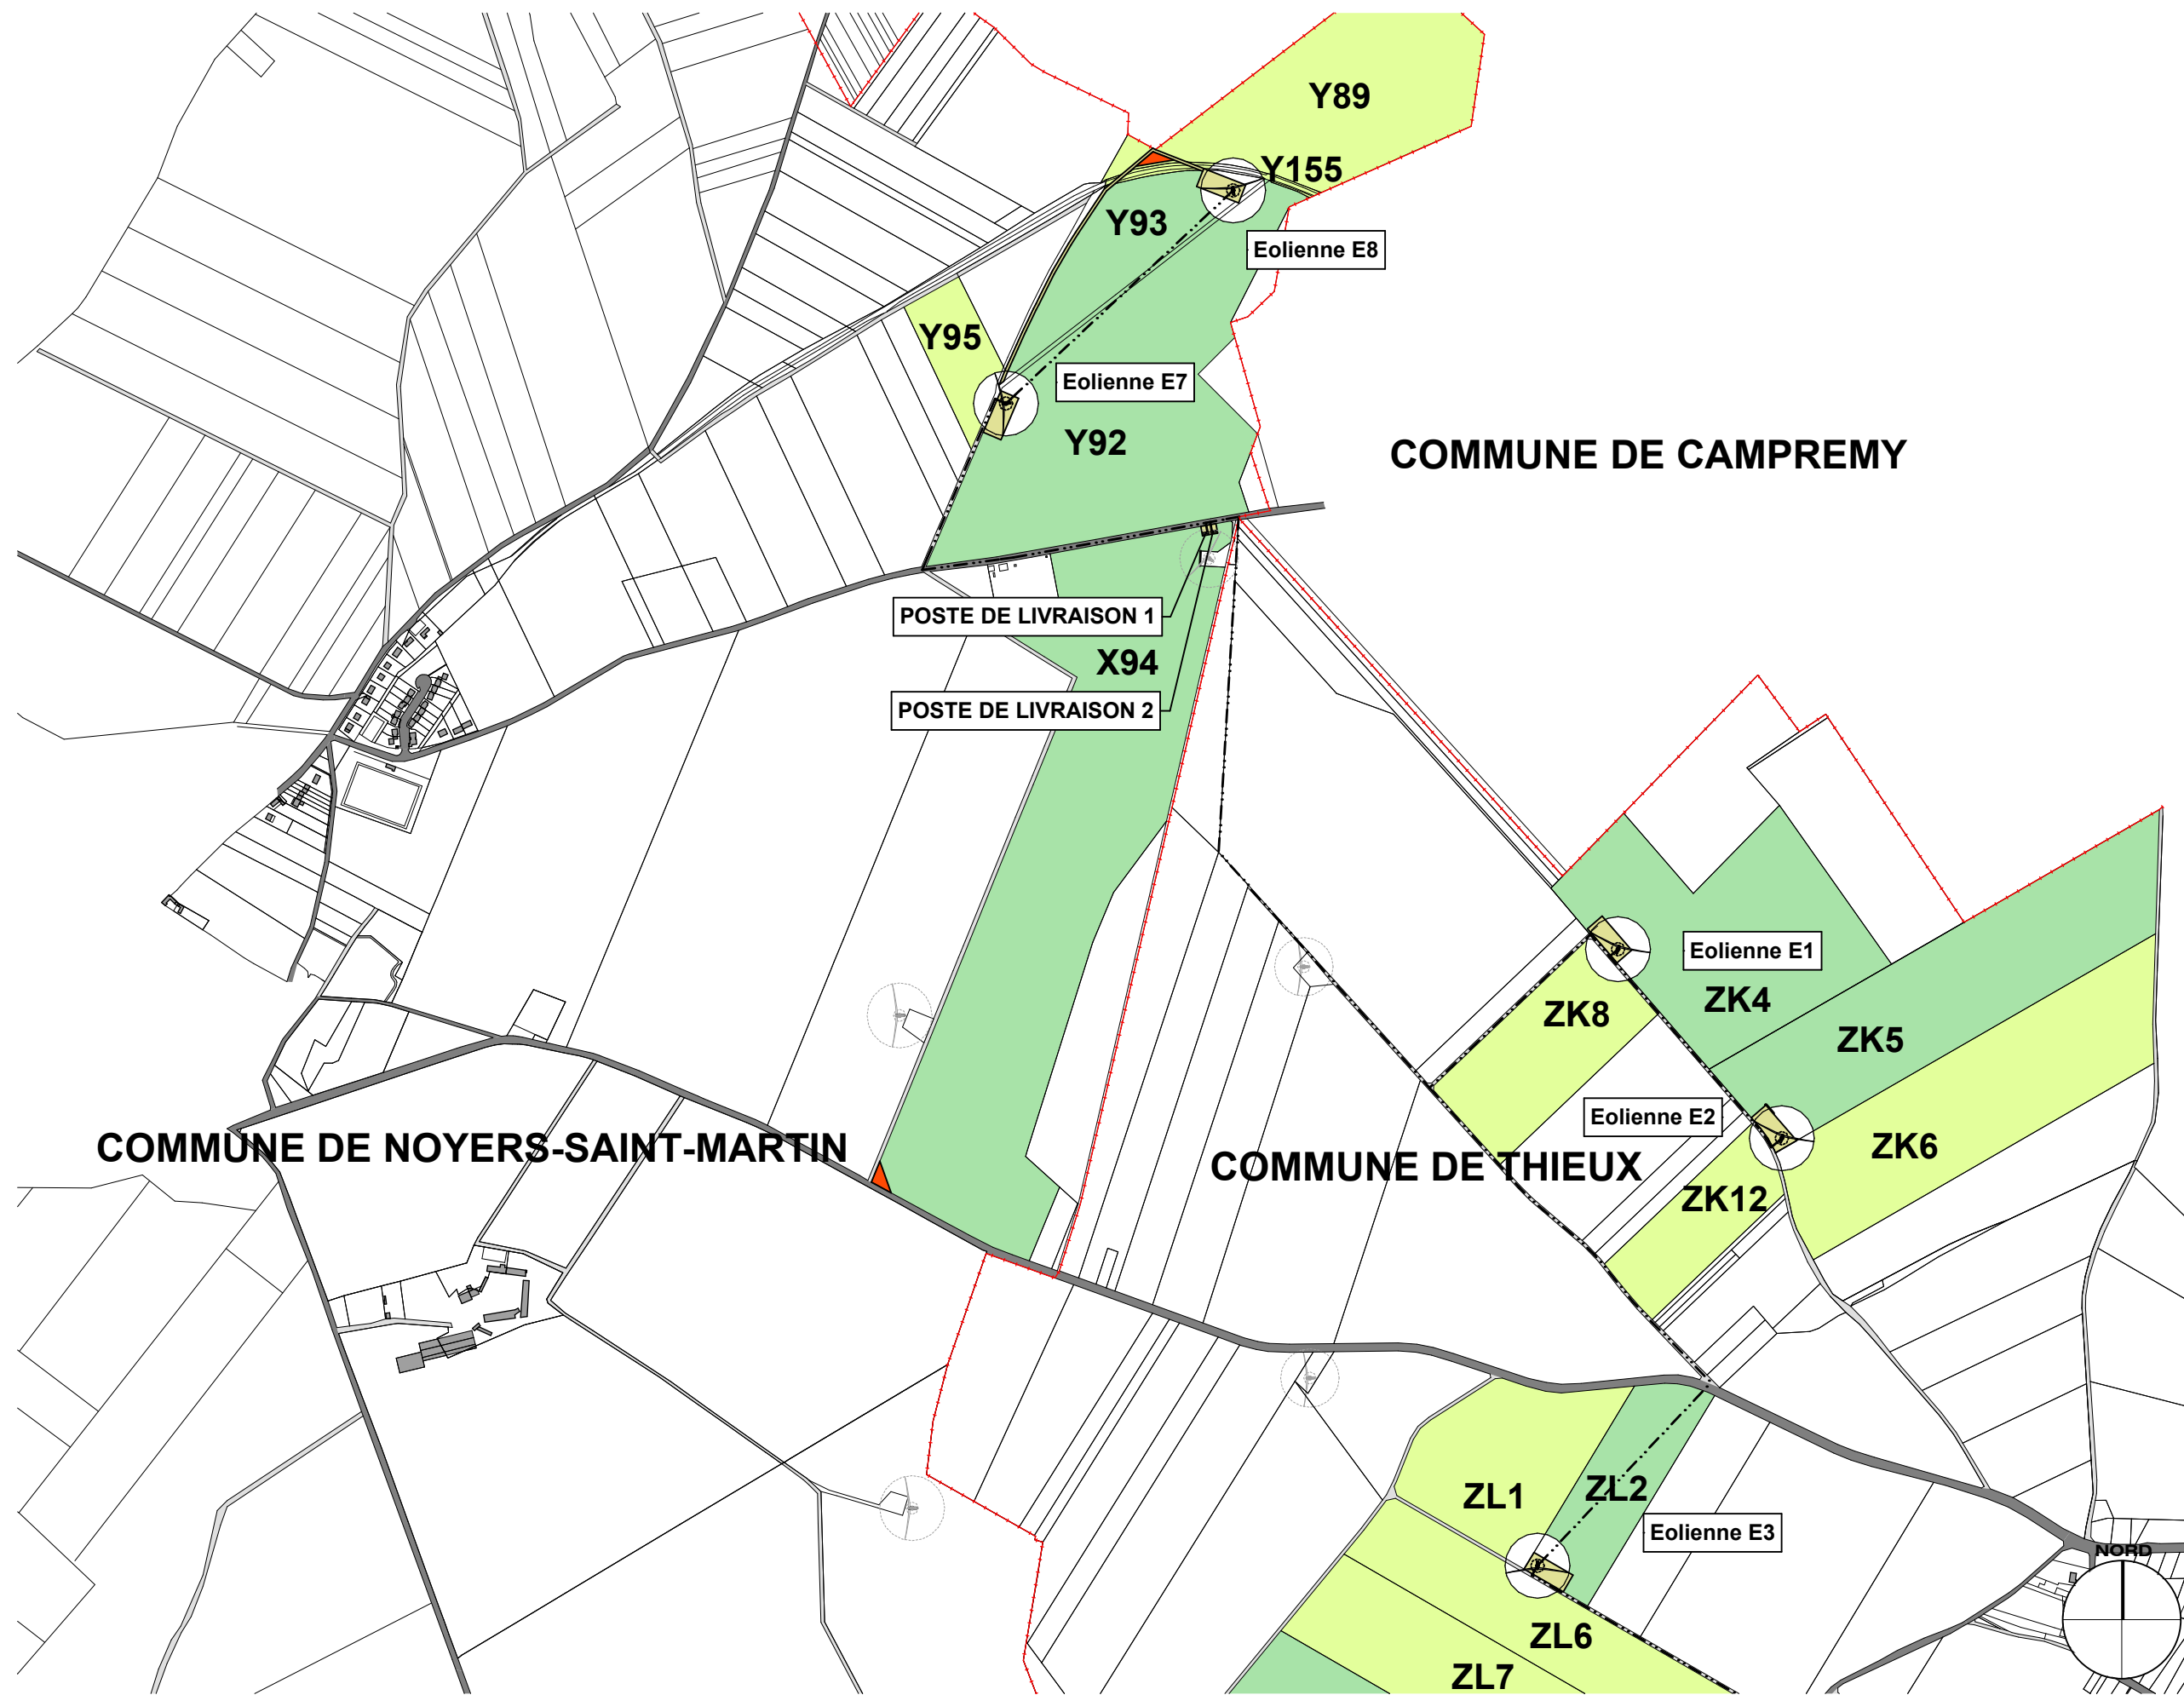 Y89
Y155
Y93
Eolienne E8
Y95
Eolienne E7
Y92
COMMUNE DE CAMPREMY
POSTE DE LIVRAISON 1
X94
POSTE DE LIVRAISON 2
Eolienne E1
ZK4
ZK8
ZK5
Eolienne E2
COMMUNE DE NOYERS-SAINT-MARTIN
COMMUNE DE THIEUX
ZK6
ZK12
ZL1
ZL2
Eolienne E3
NORD
ZL6
ZL7